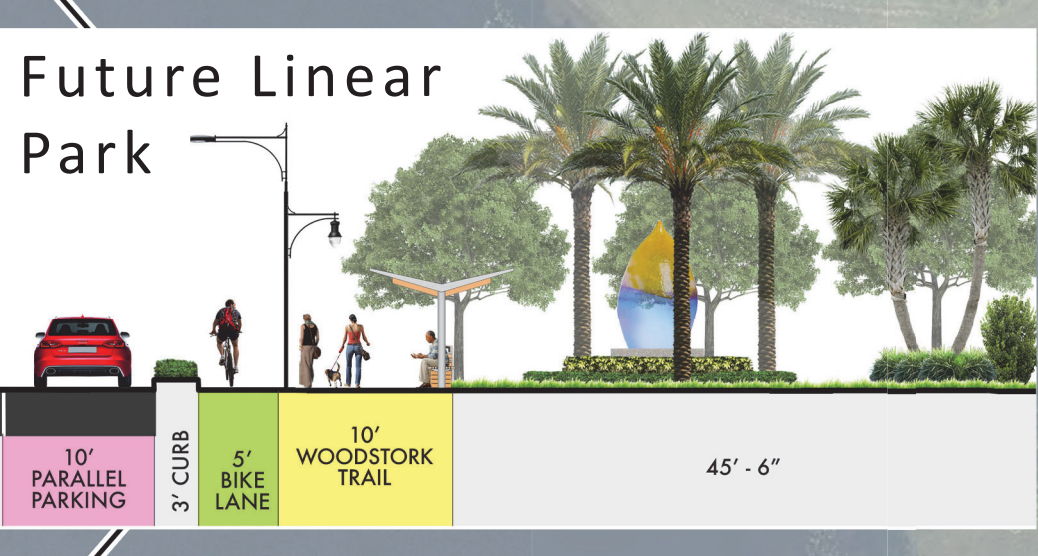 Future Linear
Park
10'
PARALLEL
PARKING
3' CURB
5'
BIKE
LANE
10'
WOODSTORK
TRAIL
45' - 6"